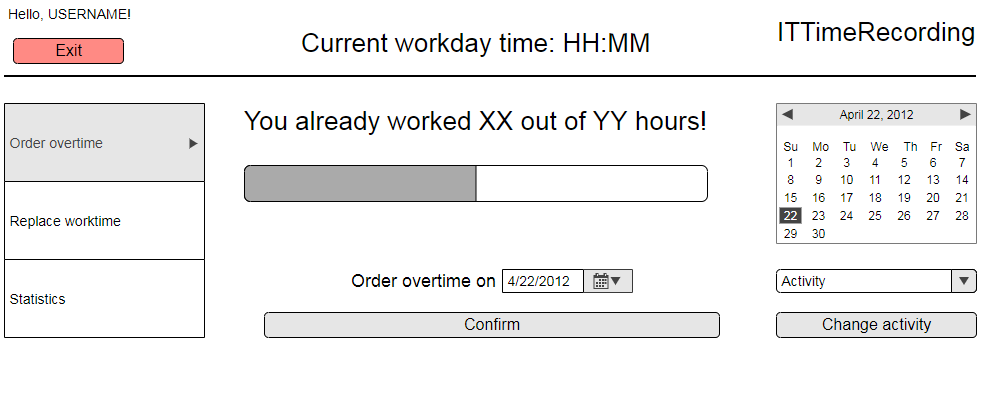 Hello, USERNAME!
Exit
Current workday time: HH:MM
ITTimeRecording
Order overtime
Replace worktime
Statistics
You already worked XX out of YY hours!
Order overtime on 4/22/2012
Confirm
April 22, 2012
Su Mo Tu We Th Fr Sa
1 2 3 4 5 6 7
8 9 10 11 12 13 14
15 16 17 18 19 20 21
22 23 24 25 26 27 28
29 30
Activity
Change activity